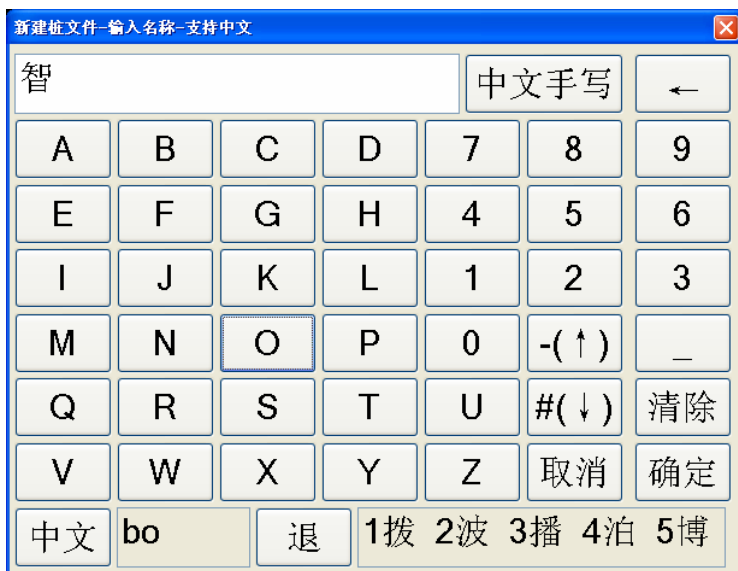 新建桩文件-输入名称-支持中文
智 中文手写 ←
A B C D 7 8 9
E F G H 4 5 6
I J K L 1 2 3
M N O P 0 -(↑) _
Q R S T U #(↓) 清除
V W X Y Z 取消 确定
中文 bo 退 1拨 2波 3播 4泊 5博